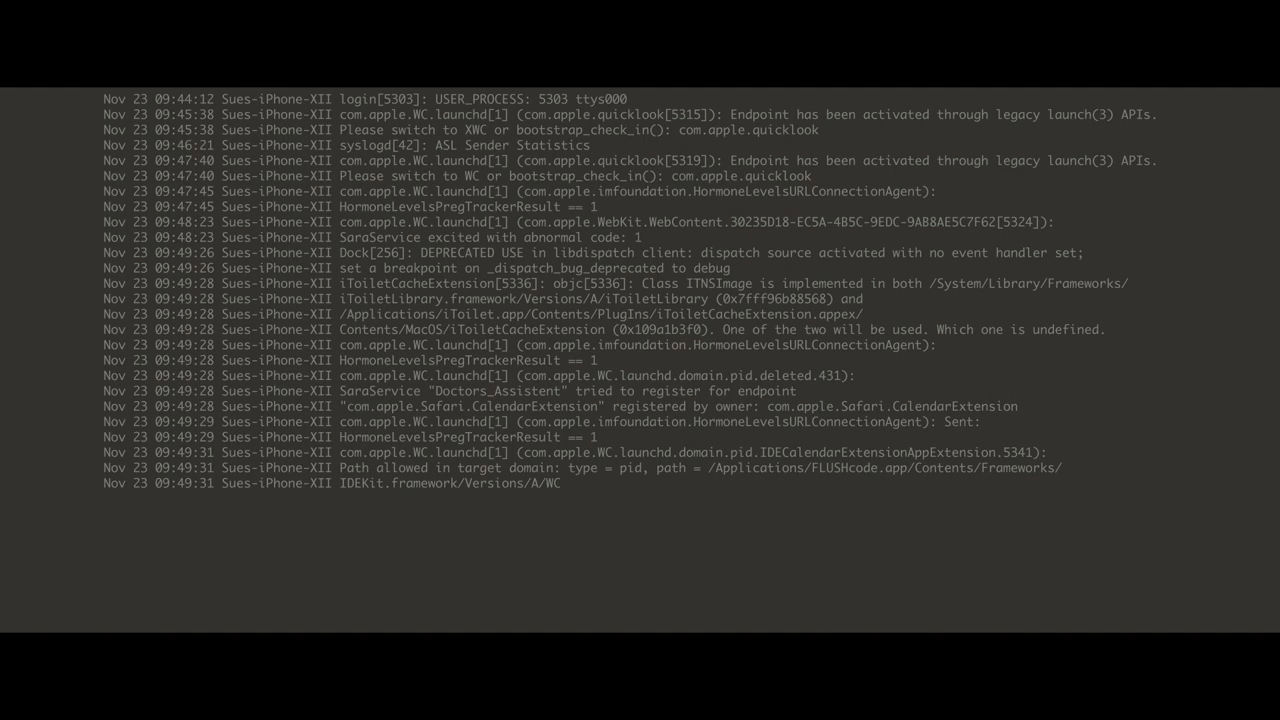 Nov 23 09:44:12 Sues-iPhone-XII login[5303]: USER_PROCESS: 5303 ttys000
Nov 23 09:45:38 Sues-iPhone-XII com.apple.WC.launchd[1] (com.apple.quicklook[5315]): Endpoint has been activated through legacy launch(3) APIs.
Nov 23 09:45:38 Sues-iPhone-XII Please switch to XWC or bootstrap_check_in(): com.apple.quicklook
Nov 23 09:46:21 Sues-iPhone-XII syslogd[42]: ASL Sender Statistics
Nov 23 09:47:40 Sues-iPhone-XII com.apple.WC.launchd[1] (com.apple.quicklook[5319]): Endpoint has been activated through legacy launch(3) APIs.
Nov 23 09:47:40 Sues-iPhone-XII Please switch to WC or bootstrap_check_in(): com.apple.quicklook
Nov 23 09:47:45 Sues-iPhone-XII com.apple.WC.launchd[1] (com.apple.imfoundation.HormoneLevelsURLConnectionAgent):
Nov 23 09:47:45 Sues-iPhone-XII HormoneLevelsPregTrackerResult == 1
Nov 23 09:48:23 Sues-iPhone-XII com.apple.WC.launchd[1] (com.apple.WebKit.WebContent.30235D18-EC5A-4B5C-9EDC-9AB8AE5C7F62[5324]):
Nov 23 09:48:23 Sues-iPhone-XII SaraService excited with abnormal code: 1
Nov 23 09:49:26 Sues-iPhone-XII Dock[256]: DEPRECATED USE in libdispatch client: dispatch source activated with no event handler set;
Nov 23 09:49:26 Sues-iPhone-XII set a breakpoint on _dispatch_bug_deprecated to debug
Nov 23 09:49:28 Sues-iPhone-XII iToiletCacheExtension[5336]: objc[5336]: Class ITNSImage is implemented in both /System/Library/Frameworks/
Nov 23 09:49:28 Sues-iPhone-XII iToiletLibrary.framework/Versions/A/iToiletLibrary (0x7fff96b88568) and
Nov 23 09:49:28 Sues-iPhone-XII /Applications/iToilet.app/Contents/PlugIns/iToiletCacheExtension.appex/
Nov 23 09:49:28 Sues-iPhone-XII Contents/MacOS/iToiletCacheExtension (0x109a1b3f0). One of the two will be used. Which one is undefined.
Nov 23 09:49:28 Sues-iPhone-XII com.apple.WC.launchd[1] (com.apple.imfoundation.HormoneLevelsURLConnectionAgent):
Nov 23 09:49:28 Sues-iPhone-XII HormoneLevelsPregTrackerResult == 1
Nov 23 09:49:28 Sues-iPhone-XII com.apple.WC.launchd[1] (com.apple.WC.launchd.domain.pid.deleted.431):
Nov 23 09:49:28 Sues-iPhone-XII SaraService "Doctors_Assistent" tried to register for endpoint
Nov 23 09:49:28 Sues-iPhone-XII "com.apple.Safari.CalendarExtension" registered by owner: com.apple.Safari.CalendarExtension
Nov 23 09:49:29 Sues-iPhone-XII com.apple.WC.launchd[1] (com.apple.imfoundation.HormoneLevelsURLConnectionAgent): Sent:
Nov 23 09:49:29 Sues-iPhone-XII HormoneLevelsPregTrackerResult == 1
Nov 23 09:49:31 Sues-iPhone-XII com.apple.WC.launchd[1] (com.apple.WC.launchd.domain.pid.IDECalendarExtensionAppExtension.5341):
Nov 23 09:49:31 Sues-iPhone-XII Path allowed in target domain: type = pid, path = /Applications/FLUSHcode.app/Contents/Frameworks/
Nov 23 09:49:31 Sues-iPhone-XII IDEKit.framework/Versions/A/WC